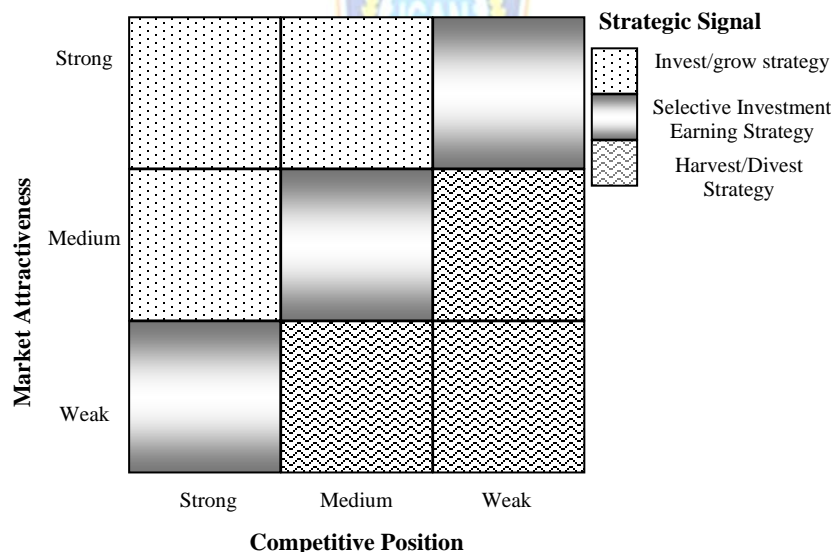 Strategic Signal
Strong
Invest/grow strategy
Selective Investment
Earning Strategy
Harvest/Divest
Strategy
Market Attractiveness
Medium
Weak
Strong Medium Weak
Competitive Position